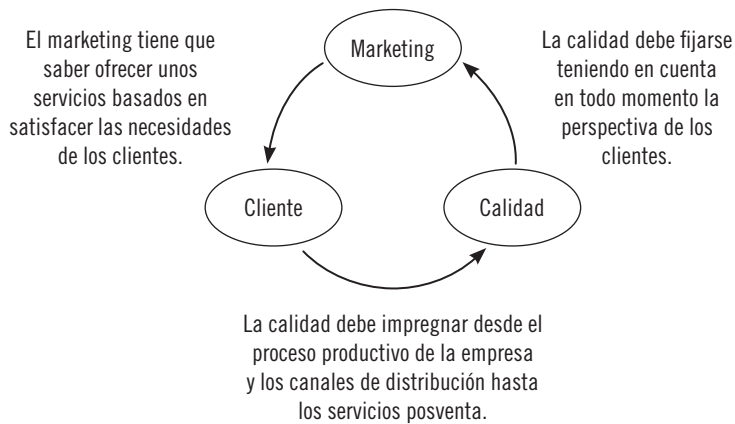 El marketing tiene que
saber ofrecer unos
servicios basados en
satisfacer las necesidades
de los clientes.
Marketing
La calidad debe fijarse
teniendo en cuenta
en todo momento la
perspectiva de los
clientes.
Cliente
Calidad
La calidad debe impregnar desde el
proceso productivo de la empresa
y los canales de distribución hasta
los servicios posventa.